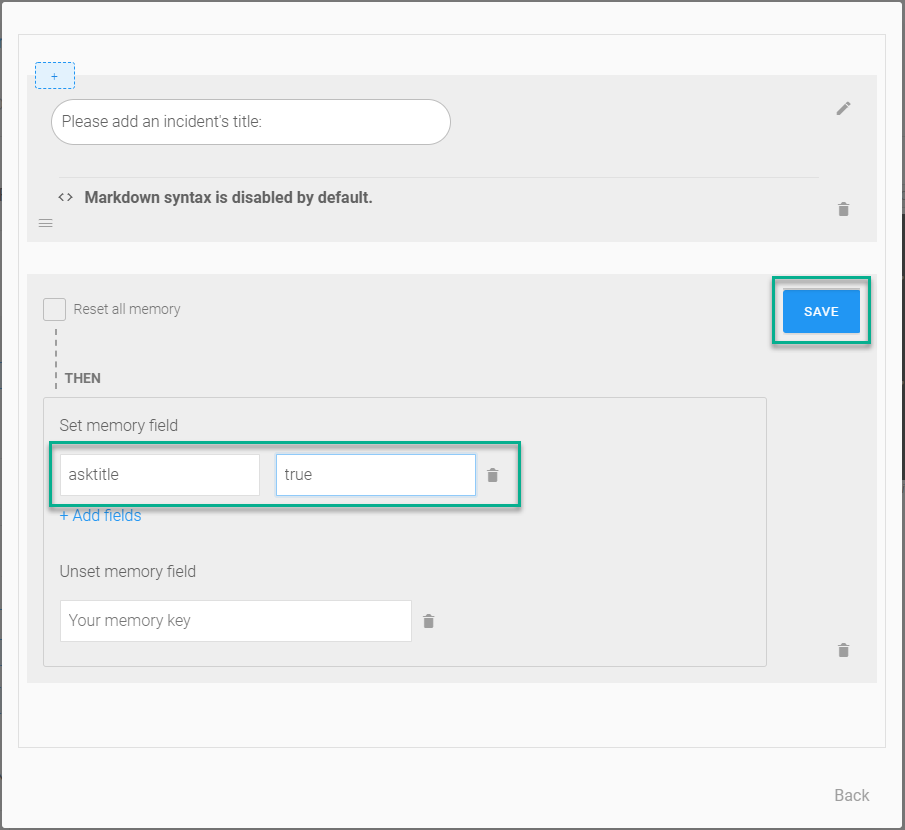 +
Please add an incident's title:
<> Markdown syntax is disabled by default.
Reset all memory
SAVE
THEN
Set memory field
asktitle
true
+ Add fields
Unset memory field
Your memory key
Back